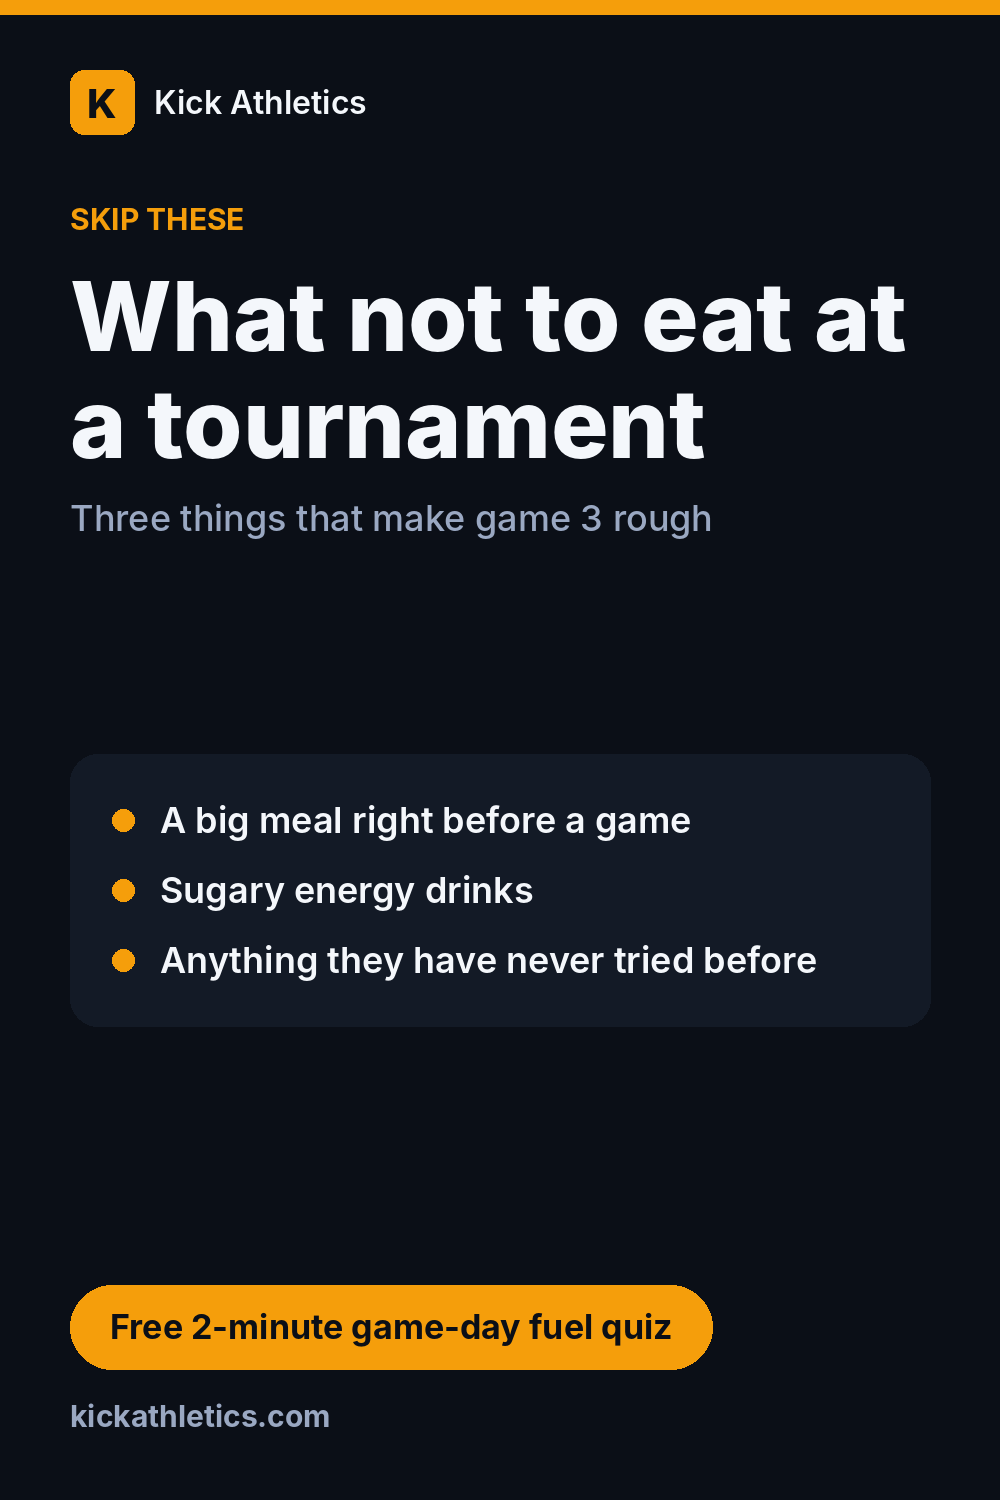 K
Kick Athletics
SKIP THESE
What not to eat at
a tournament
Three things that make game 3 rough
A big meal right before a game
Sugary energy drinks
Anything they have never tried before
Free 2-minute game-day fuel quiz
kickathletics.com